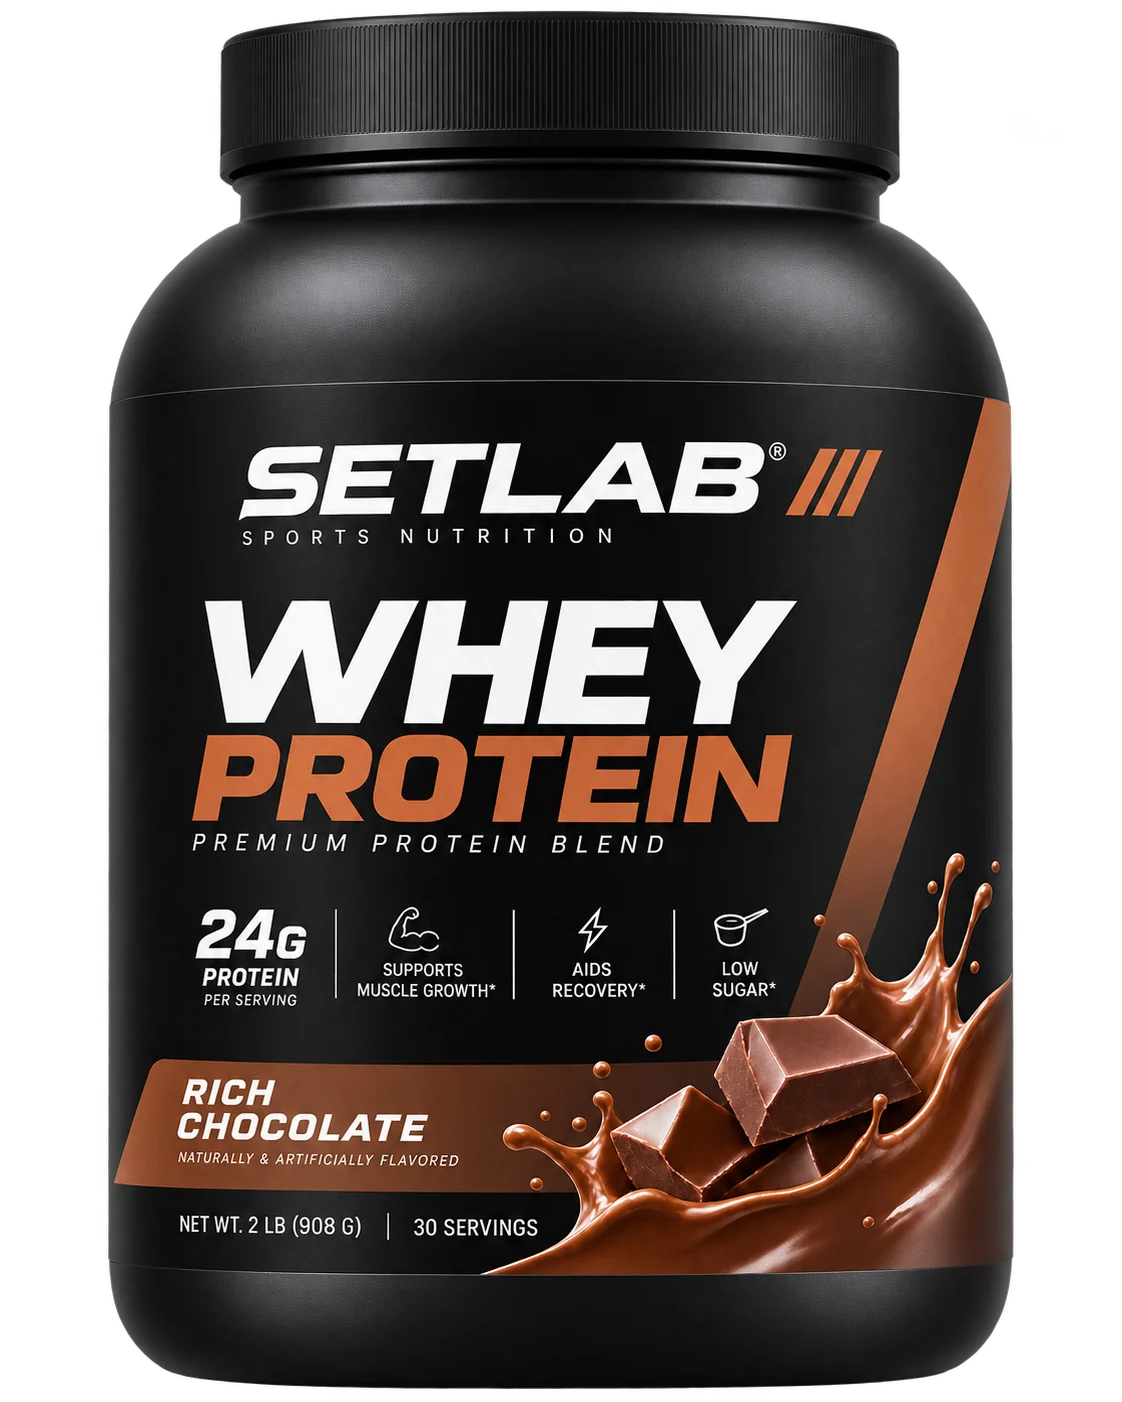 SETLAB®
SPORTS NUTRITION
WHEY
PROTEIN
PREMIUM PROTEIN BLEND
24G
PROTEIN
PER SERVING
SUPPORTS
MUSCLE GROWTH*
AIDS
RECOVERY*
LOW
SUGAR*
RICH
CHOCOLATE
NATURALLY & ARTIFICIALLY FLAVORED
NET WT. 2 LB (908 G) | 30 SERVINGS